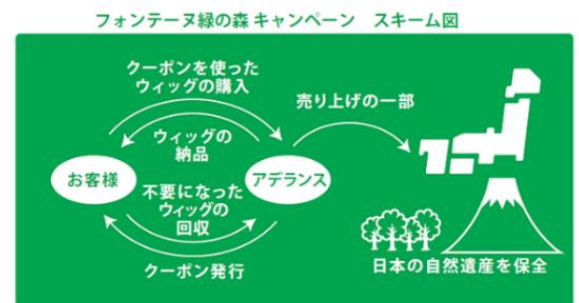 フォンテーヌ緑の森 キャンペーン　スキーム図
クーポンを使った
ウィッグの購入
売り上げの一部
ウィッグの
納品
お客様
アデランス
不要になった
ウィッグの
回収
クーポン発行
日本の自然遺産を保全